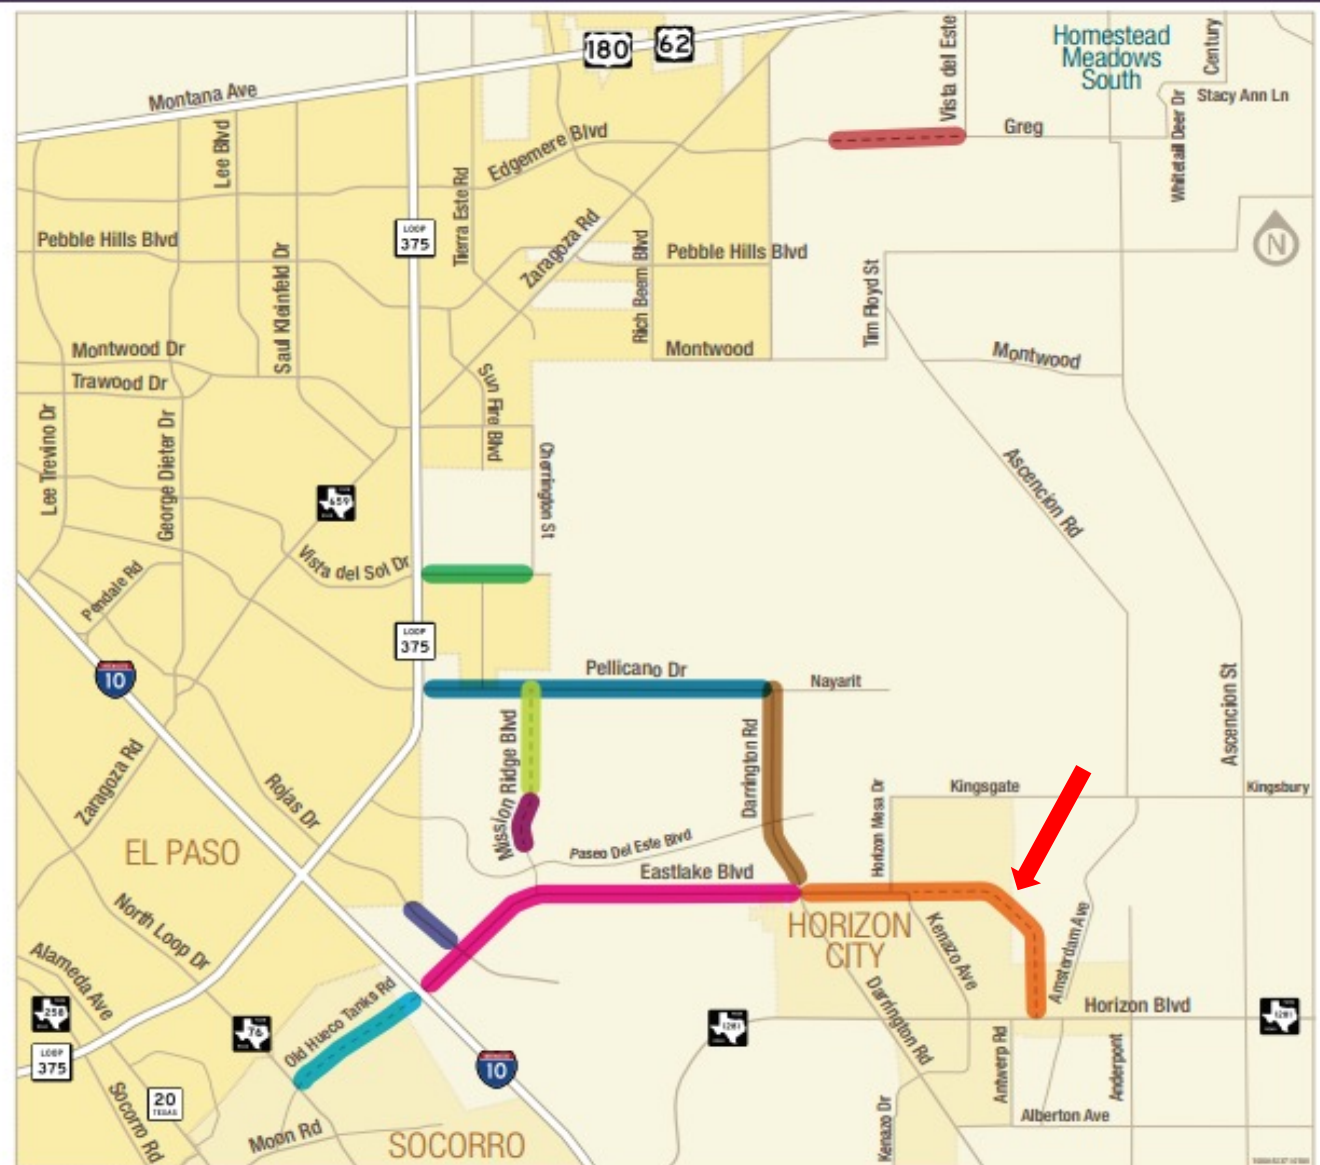 180
62
Homestead
Meadows
South
Century
Vista del Este
Montana Ave
Stacy Ann Ln
Lee Blvd
Edgemere Blvd
Greg
Whitetail Deer Dr
Tierra Este Rd
LOOP
375
Pebble Hills Blvd
Zaragoza Rd
Rich Beem Blvd
Pebble Hills Blvd
N
Saul Kleinfeld Dr
Tim Floyd St
Montwood Dr
Montwood
Montwood
Trawood Dr
Sun Fire Blvd
Lee Trevino Dr
George Dieter Dr
Cherrington St
Ascencion Rd
659
Vista del Sol Dr
Pendale Rd
LOOP
375
10
Pellicano Dr
Nayarit
Ascencion St
Mission Ridge Blvd
Darrington Rd
Zaragoza Rd
Rojas Dr
Kingsgate
Kingsbury
Horizon Mesa Dr
EL PASO
Paseo Del Este Blvd
Eastlake Blvd
HORIZON
CITY
Kenazo Ave
Amsterdam Ave
North Loop Dr
Alameda Ave
Old Hueco Tanks Rd
Darrington Rd
Horizon Blvd
258
76
1281
1281
LOOP
375
10
Antwerp Rd
Anderpont
20
TEXAS
Socorro Rd
Moon Rd
SOCORRO
Kenazo Dr
Alberton Ave